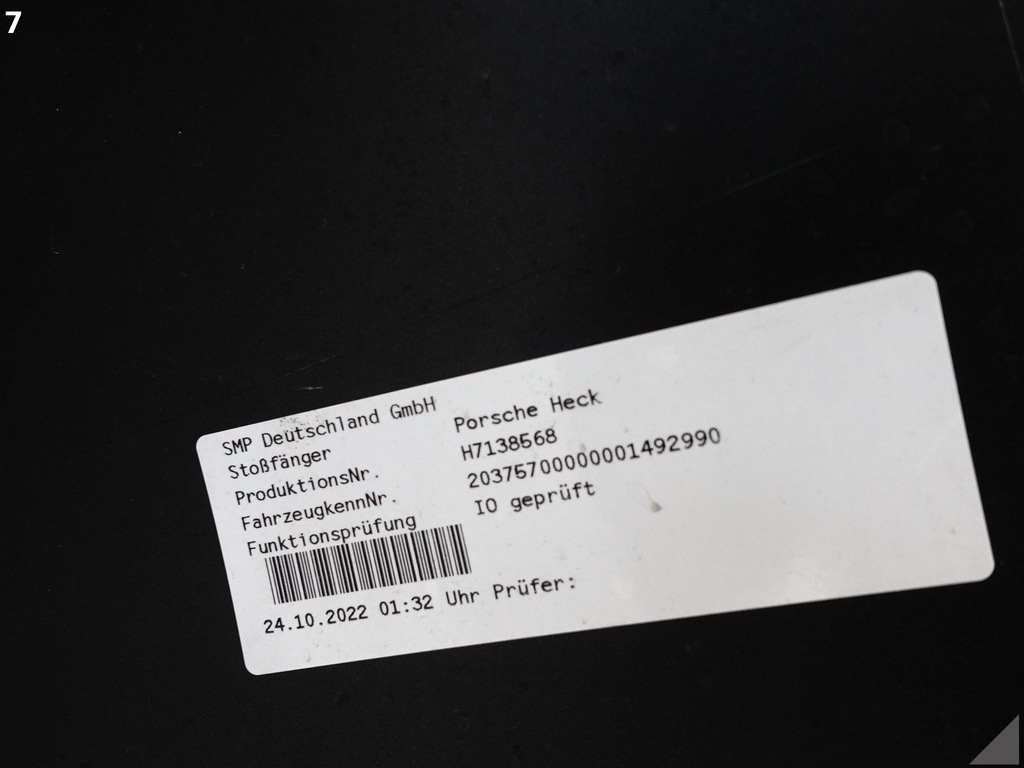 7
SMP Deutschland GmbH
Stoßfänger Porsche Heck
ProduktionsNr. H7138568
FahrzeugkennNr. 20375700000001492990
Funktionsprüfung IO geprüft
24.10.2022 01:32 Uhr Prüfer: